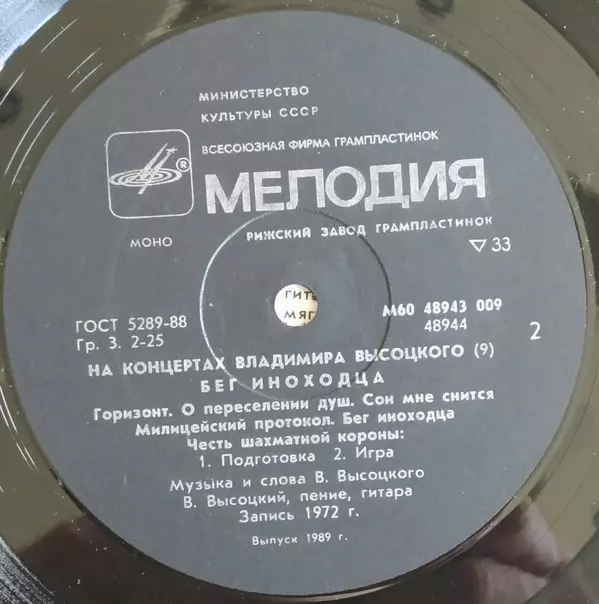 МИНИСТЕРСТВО
КУЛЬТУРЫ СССР
ВСЕСОЮЗНАЯ ФИРМА ГРАМПЛАСТИНОК
®
МЕЛОДИЯ
МОНО
РИЖСКИЙ ЗАВОД ГРАМПЛАСТИНОК
▽ 33
ГИТ
МЯГ
ГОСТ 5289-88
Гр. 3. 2-25
М60 48943 009
48944
2
НА КОНЦЕРТАХ ВЛАДИМИРА ВЫСОЦКОГО (9)
БЕГ ИНОХОДЦА
Горизонт. О переселении душ. Сон мне снится
Милицейский протокол. Бег иноходца
Честь шахматной короны:
1. Подготовка 2. Игра
Музыка и слова В. Высоцкого
В. Высоцкий, пение, гитара
Запись 1972 г.
Выпуск 1989 г.